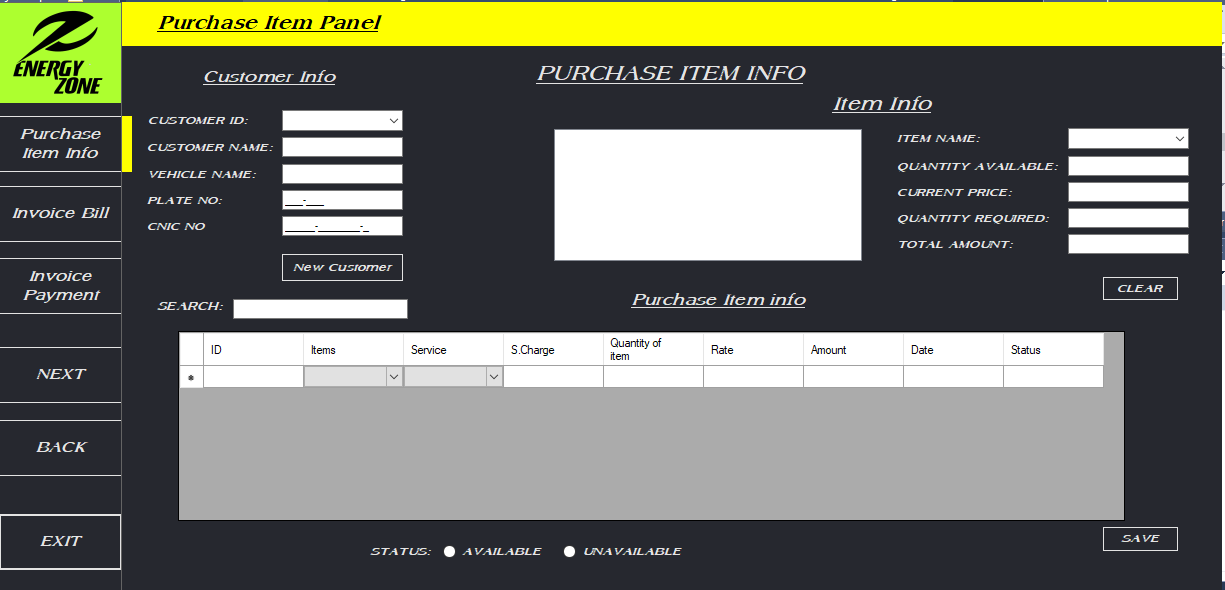 Purchase Item Panel
ENERGY
ZONE
Purchase
Item Info
Invoice Bill
Invoice
Payment
NEXT
BACK
EXIT
PURCHASE ITEM INFO
Customer Info
CUSTOMER ID:
CUSTOMER NAME:
VEHICLE NAME:
PLATE NO:
___-___
CNIC NO
_____-_______-_
New Customer
Item Info
ITEM NAME:
QUANTITY AVAILABLE:
CURRENT PRICE:
QUANTITY REQUIRED:
TOTAL AMOUNT:
CLEAR
SEARCH:
Purchase Item info
ID Items Service S.Charge Quantity of item Rate Amount Date Status
STATUS: AVAILABLE UNAVAILABLE
SAVE